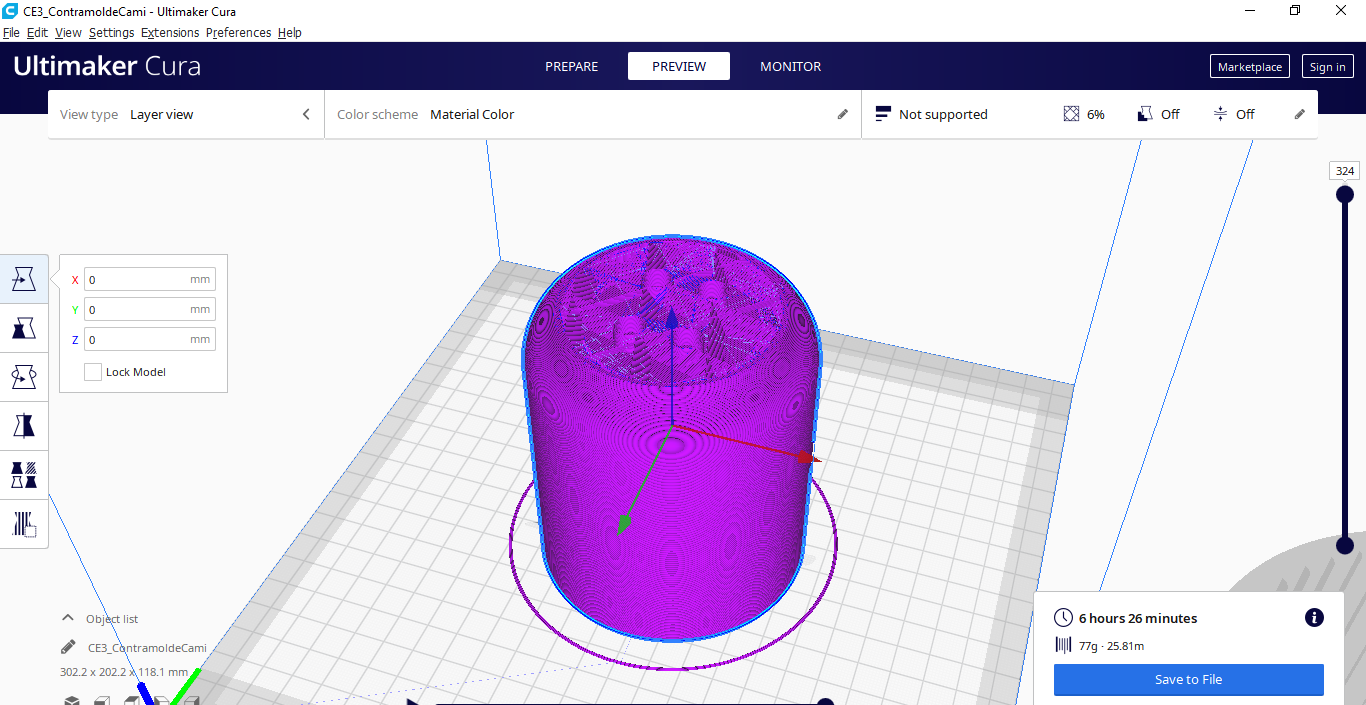 CE3_ContramoldeCami - Ultimaker Cura
File Edit View Settings Extensions Preferences Help
Ultimaker Cura
PREPARE
PREVIEW
MONITOR
Marketplace
Sign in
View type Layer view
Color scheme Material Color
Not supported
6%
Off
Off
324
X 0 mm
Y 0 mm
Z 0 mm
Lock Model
Object list
CE3_ContramoldeCami
302.2 x 202.2 x 118.1 mm
6 hours 26 minutes
77g · 25.81m
Save to File